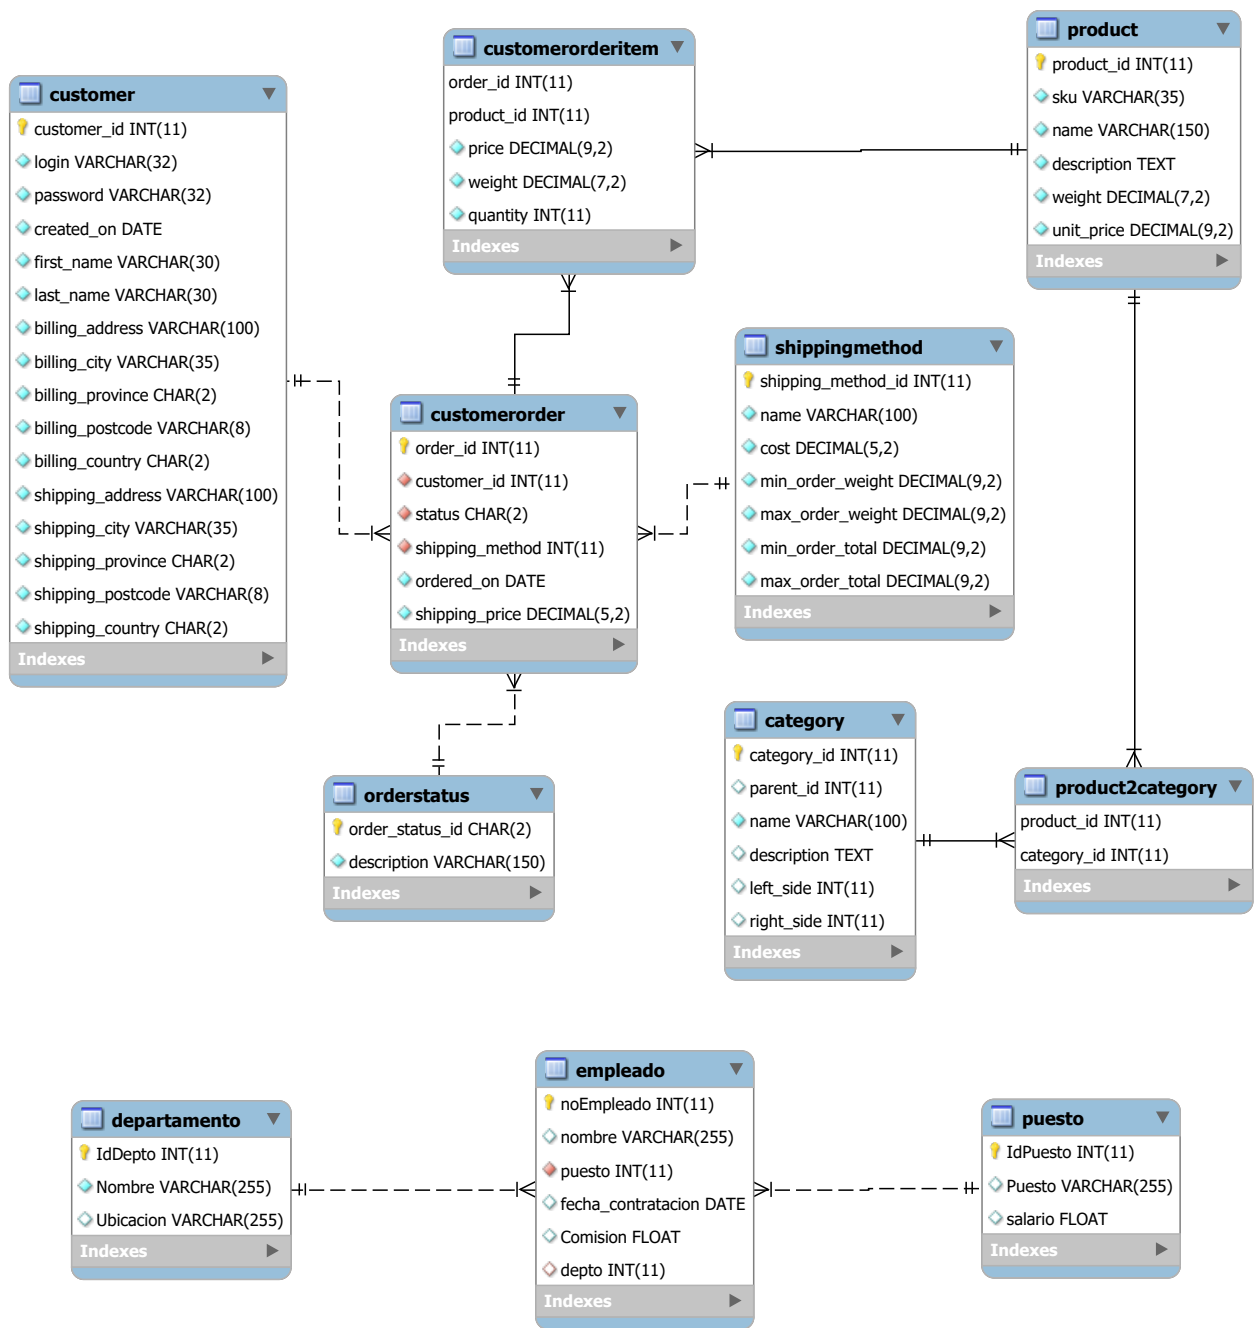 customer
customer_id INT(11)
login VARCHAR(32)
password VARCHAR(32)
created_on DATE
first_name VARCHAR(30)
last_name VARCHAR(30)
billing_address VARCHAR(100)
billing_city VARCHAR(35)
billing_province CHAR(2)
billing_postcode VARCHAR(8)
billing_country CHAR(2)
shipping_address VARCHAR(100)
shipping_city VARCHAR(35)
shipping_province CHAR(2)
shipping_postcode VARCHAR(8)
shipping_country CHAR(2)
Indexes
customerorderitem
order_id INT(11)
product_id INT(11)
price DECIMAL(9,2)
weight DECIMAL(7,2)
quantity INT(11)
Indexes
product
product_id INT(11)
sku VARCHAR(35)
name VARCHAR(150)
description TEXT
weight DECIMAL(7,2)
unit_price DECIMAL(9,2)
Indexes
customerorder
order_id INT(11)
customer_id INT(11)
status CHAR(2)
shipping_method INT(11)
ordered_on DATE
shipping_price DECIMAL(5,2)
Indexes
shippingmethod
shipping_method_id INT(11)
name VARCHAR(100)
cost DECIMAL(5,2)
min_order_weight DECIMAL(9,2)
max_order_weight DECIMAL(9,2)
min_order_total DECIMAL(9,2)
max_order_total DECIMAL(9,2)
Indexes
orderstatus
order_status_id CHAR(2)
description VARCHAR(150)
Indexes
category
category_id INT(11)
parent_id INT(11)
name VARCHAR(100)
description TEXT
left_side INT(11)
right_side INT(11)
Indexes
product2category
product_id INT(11)
category_id INT(11)
Indexes
departamento
IdDepto INT(11)
Nombre VARCHAR(255)
Ubicacion VARCHAR(255)
Indexes
empleado
noEmpleado INT(11)
nombre VARCHAR(255)
puesto INT(11)
fecha_contratacion DATE
Comision FLOAT
depto INT(11)
Indexes
puesto
IdPuesto INT(11)
Puesto VARCHAR(255)
salario FLOAT
Indexes